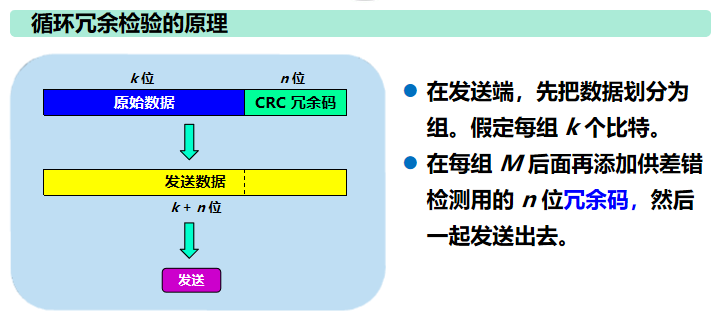 循环冗余检验的原理
k 位
n 位
原始数据
CRC 冗余码
发送数据
k + n 位
发送
● 在发送端，先把数据划分为
组。假定每组 k 个比特。
● 在每组 M 后面再添加供差错
检测用的 n 位冗余码，然后
一起发送出去。